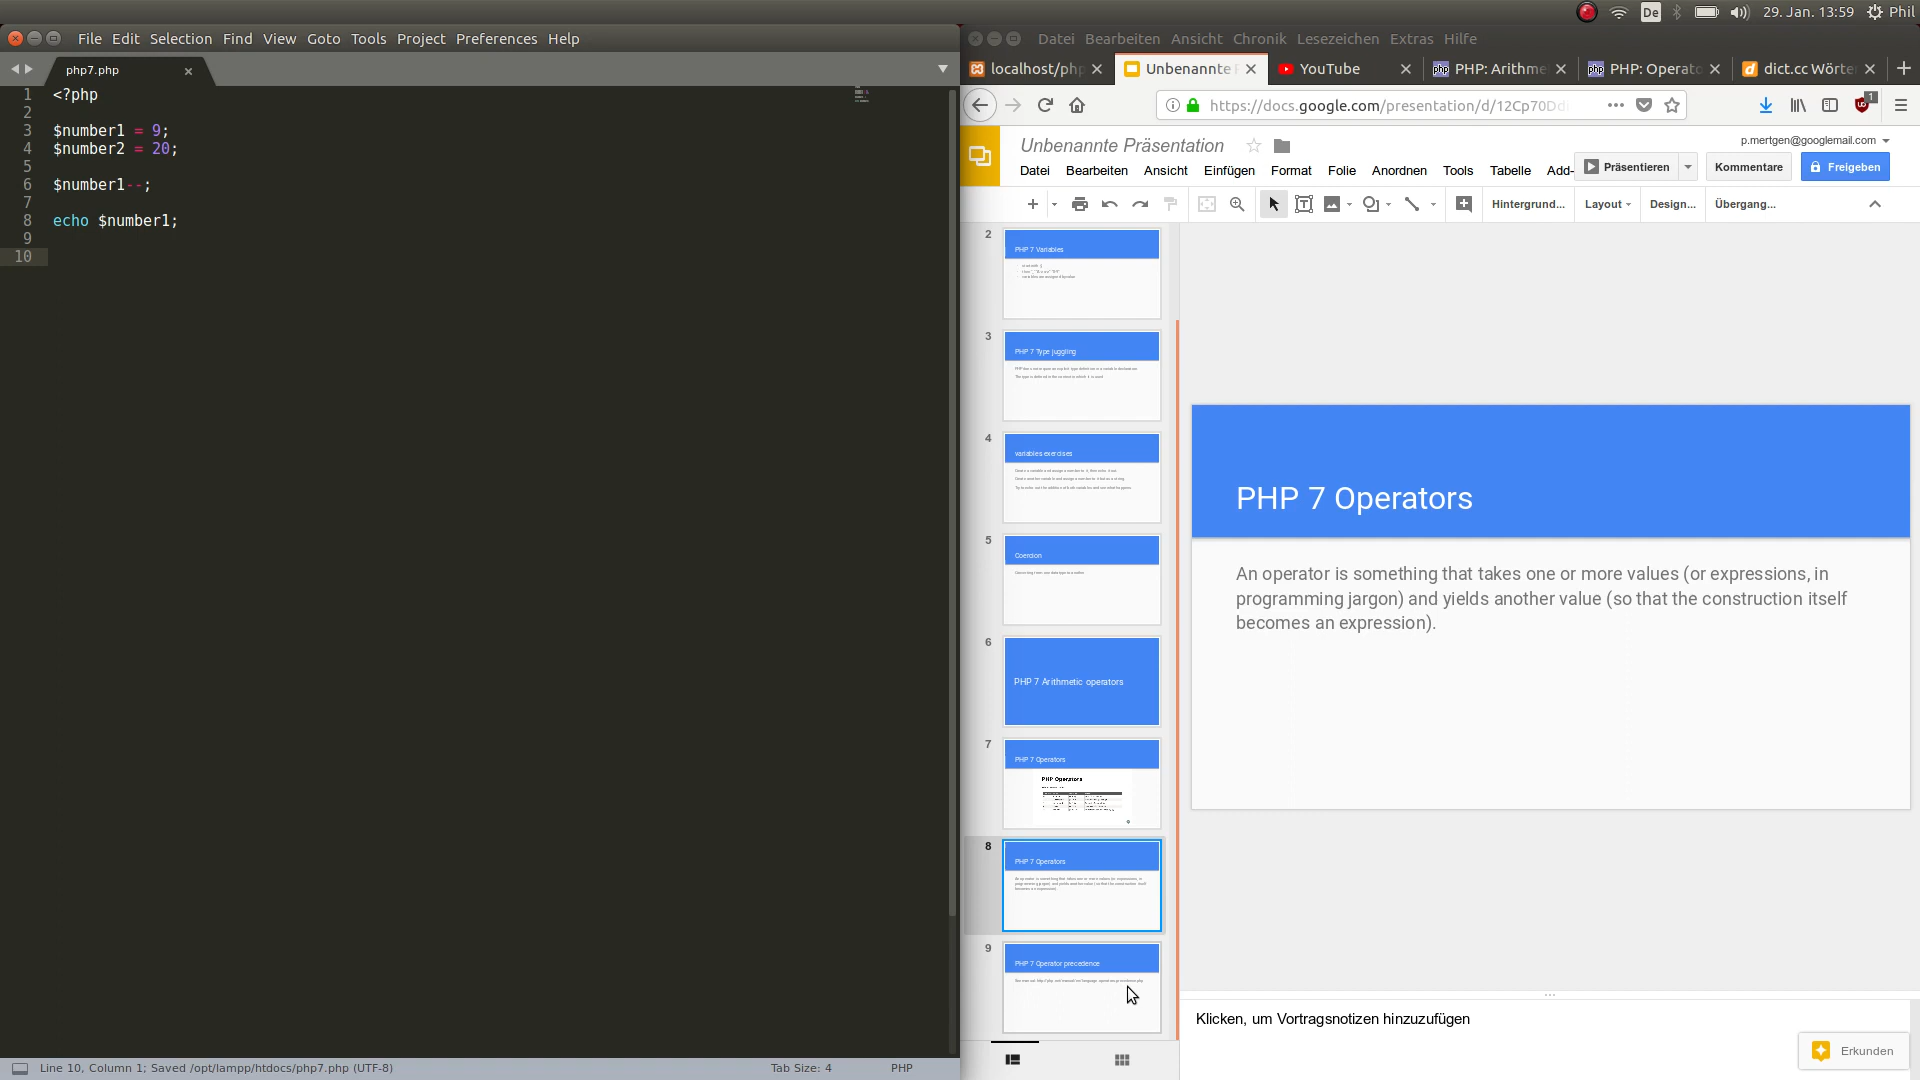 De
29. Jan. 13:59
Phil
File Edit Selection Find View Goto Tools Project Preferences Help
php7.php
1 <?php
2
3 $number1 = 9;
4 $number2 = 20;
5
6 $number1--;
7
8 echo $number1;
9
10
Line 10, Column 1; Saved /opt/lampp/htdocs/php7.php (UTF-8)
Tab Size: 4
PHP
Datei Bearbeiten Ansicht Chronik Lesezeichen Extras Hilfe
localhost/php
Unbenannte P
YouTube
PHP: Arithme
PHP: Operato
dict.cc Wörte
https://docs.google.com/presentation/d/12Cp70Dd
1
Unbenannte Präsentation
p.mertgen@googlemail.com
Datei Bearbeiten Ansicht Einfügen Format Folie Anordnen Tools Tabelle Add-
Präsentieren
Kommentare
Freigeben
Hintergrund...
Layout
Design...
Übergang...
2
PHP 7 Variables
3
PHP 7 Type juggling
4
variables exercises
5
Coercion
6
PHP 7 Arithmetic operators
7
PHP 7 Operators
PHP Operators
8
PHP 7 Operators
9
PHP 7 Operator precedence
PHP 7 Operators
An operator is something that takes one or more values (or expressions, in
programming jargon) and yields another value (so that the construction itself
becomes an expression).
Klicken, um Vortragsnotizen hinzuzufügen
Erkunden